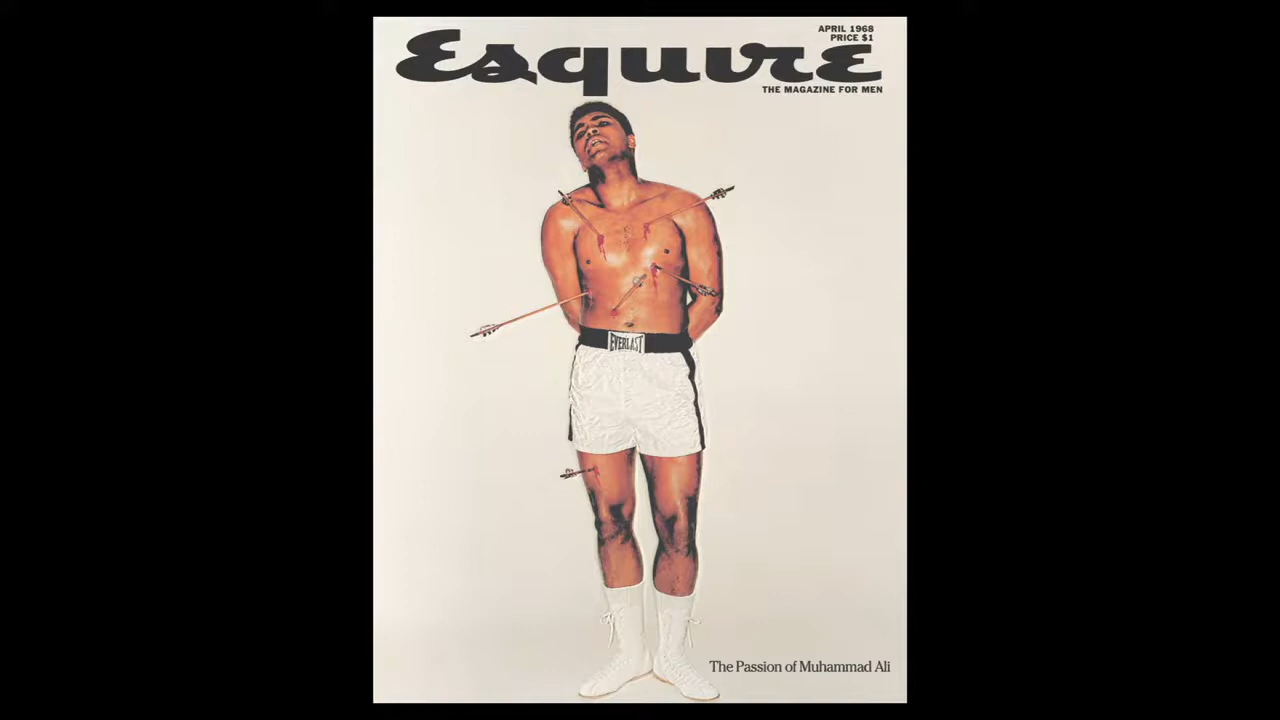 APRIL 1968
PRICE $1
Esquire
THE MAGAZINE FOR MEN
EVERLAST
The Passion of Muhammad Ali